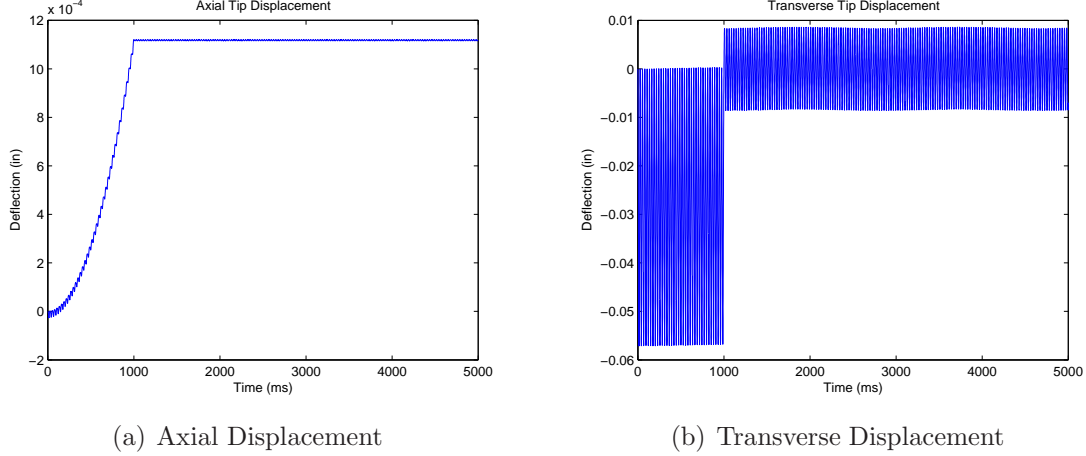 Axial Tip Displacement
x 10⁻⁴
12
10
8
6
4
2
0
−2
0 1000 2000 3000 4000 5000
Time (ms)
Deflection (in)
(a) Axial Displacement
Transverse Tip Displacement
0.01
0
−0.01
−0.02
−0.03
−0.04
−0.05
−0.06
0 1000 2000 3000 4000 5000
Time (ms)
Deflection (in)
(b) Transverse Displacement